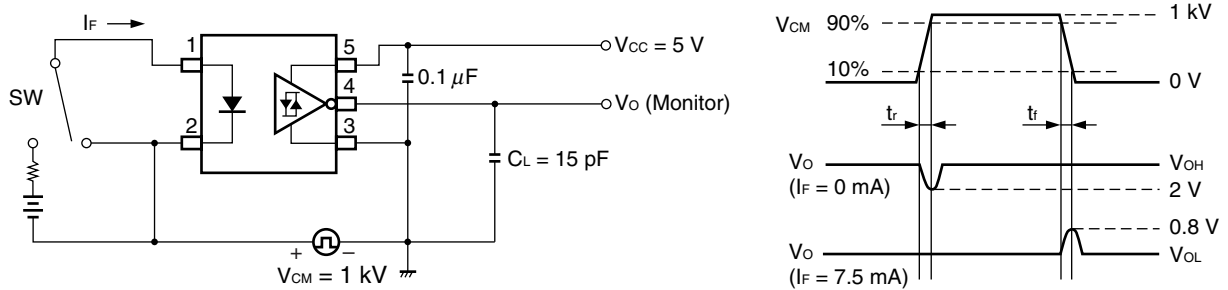 IF
1
5
VCC = 5 V
0.1 μF
SW
4
VO (Monitor)
2
3
CL = 15 pF
+
−
VCM = 1 kV
VCM 90%
1 kV
10%
0 V
tr
tf
VO
(IF = 0 mA)
VOH
2 V
0.8 V
VO
(IF = 7.5 mA)
VOL